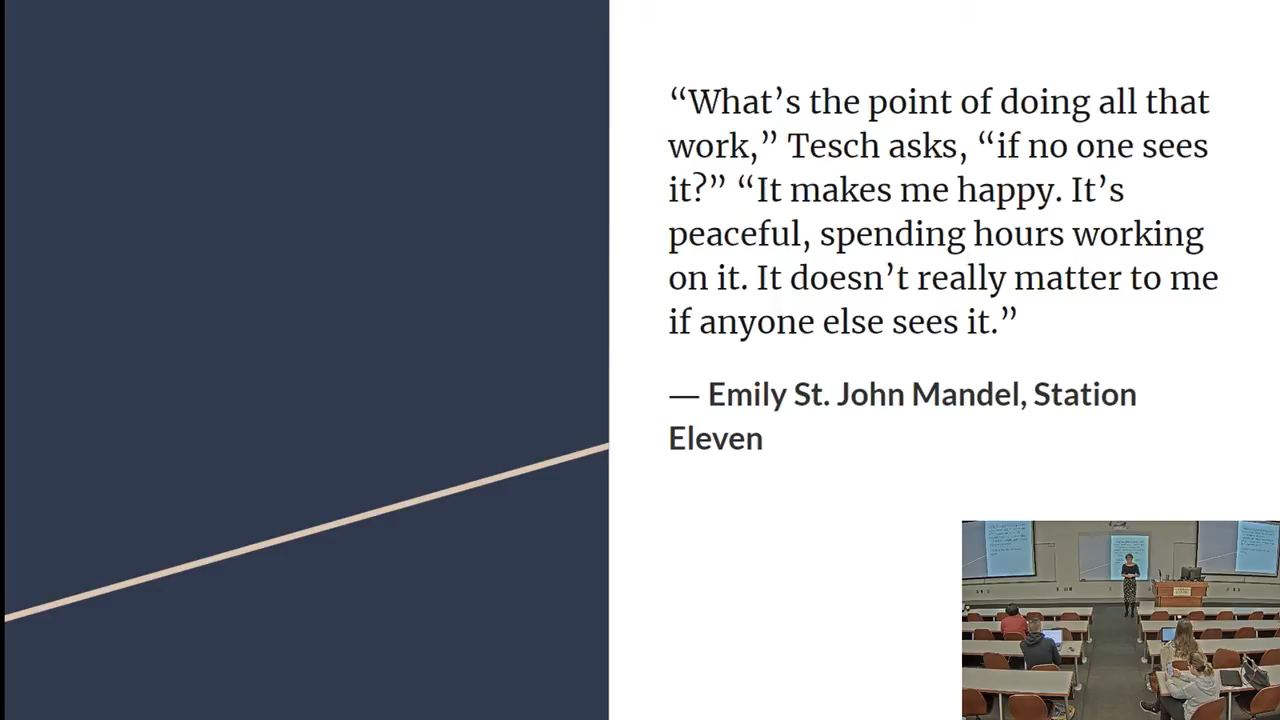 “What’s the point of doing all that
work,” Tesch asks, “if no one sees
it?” “It makes me happy. It’s
peaceful, spending hours working
on it. It doesn’t really matter to me
if anyone else sees it.”
— Emily St. John Mandel, Station
Eleven